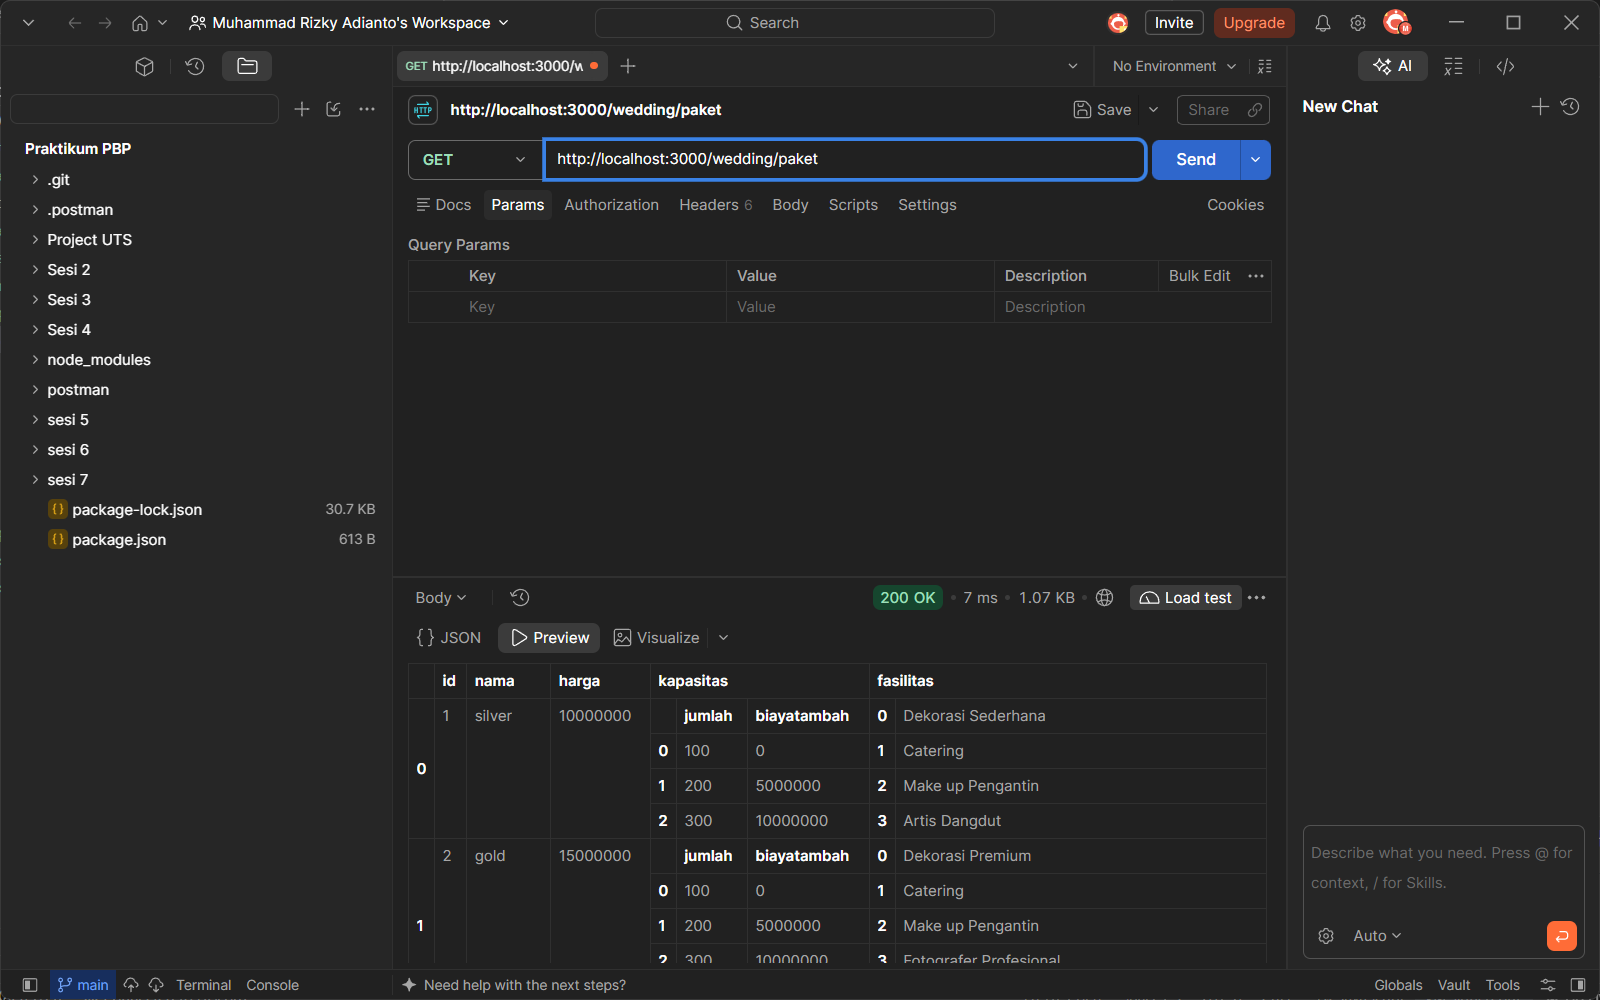 Muhammad Rizky Adianto's Workspace
Search
Invite
Upgrade
M
GET http://localhost:3000/w
No Environment
AI
HTTP
http://localhost:3000/wedding/paket
Save
Share
New Chat
Praktikum PBP
.git
.postman
Project UTS
Sesi 2
Sesi 3
Sesi 4
node_modules
postman
sesi 5
sesi 6
sesi 7
{} package-lock.json 30.7 KB
{} package.json 613 B
GET
http://localhost:3000/wedding/paket
Send
Docs Params Authorization Headers 6 Body Scripts Settings Cookies
Query Params
Key Value Description Bulk Edit
Key Value Description
Body
200 OK • 7 ms • 1.07 KB •
Load test
{} JSON Preview Visualize
id nama harga kapasitas fasilitas
1 silver 10000000 jumlah biayatambah 0 Dekorasi Sederhana
0 100 0 1 Catering
0
1 200 5000000 2 Make up Pengantin
2 300 10000000 3 Artis Dangdut
2 gold 15000000 jumlah biayatambah 0 Dekorasi Premium
0 100 0 1 Catering
1
1 200 5000000 2 Make up Pengantin
2 300 10000000 3 Fotografer Profesional
Describe what you need. Press @ for
context, / for Skills.
Auto
main
Terminal Console
Need help with the next steps?
Globals Vault Tools